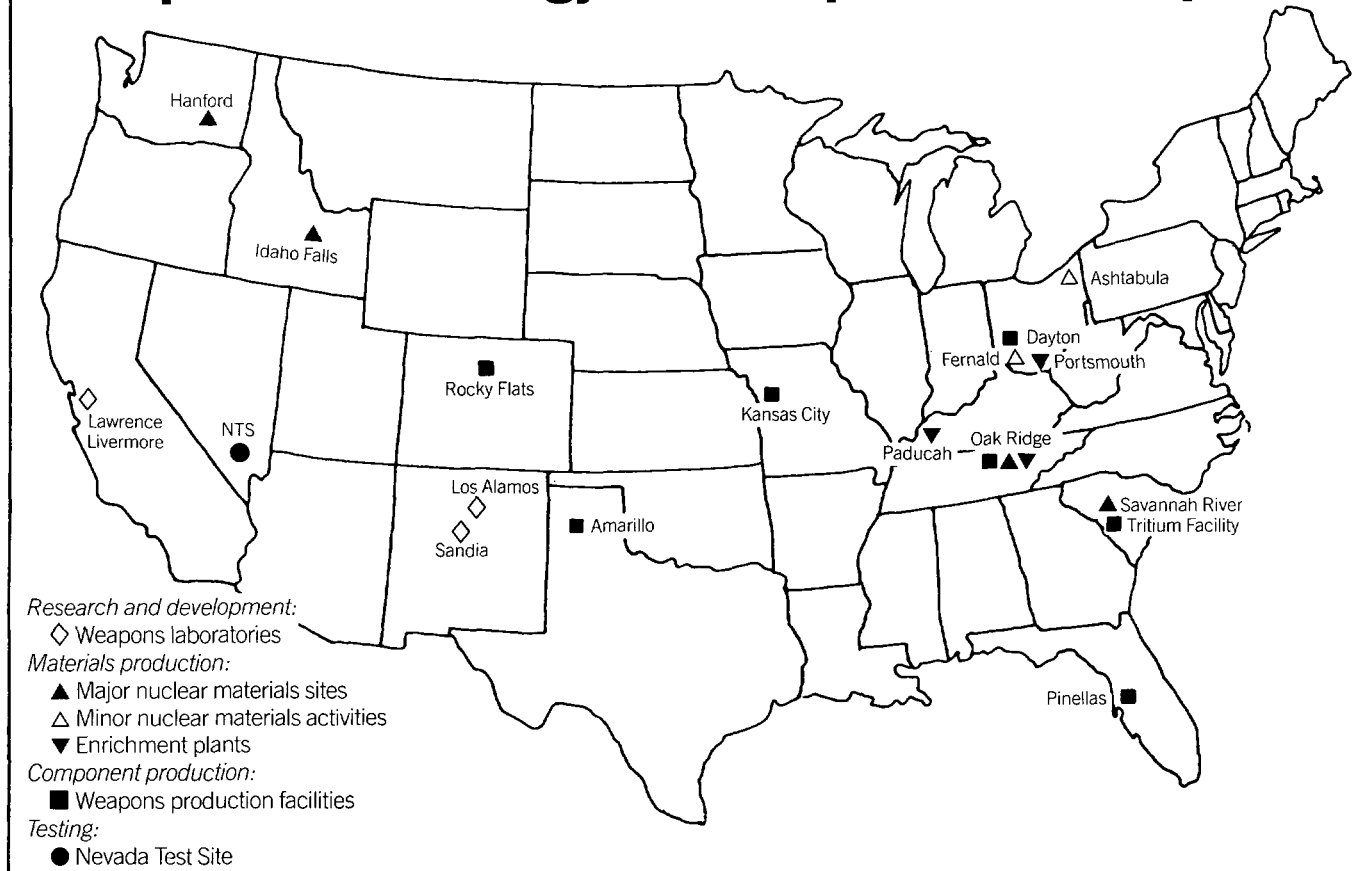 Hanford
Idaho Falls
Ashtabula
Dayton
Fernald
Portsmouth
Rocky Flats
Kansas City
Lawrence
Livermore
NTS
Paducah
Oak Ridge
Los Alamos
Sandia
Amarillo
Savannah River
Tritium Facility
Pinellas
Research and development:
Weapons laboratories
Materials production:
Major nuclear materials sites
Minor nuclear materials activities
Enrichment plants
Component production:
Weapons production facilities
Testing:
Nevada Test Site